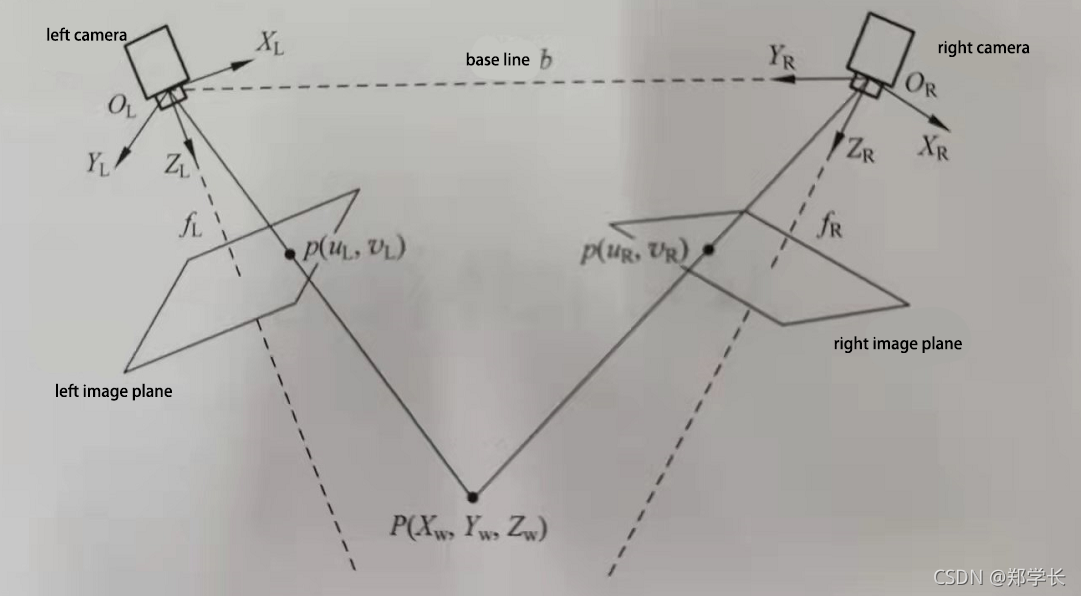 left camera
X_L
base line b
Y_R
right camera
O_L
O_R
Y_L
Z_L
Z_R
X_R
f_L
f_R
p(u_L, v_L)
p(u_R, v_R)
right image plane
left image plane
P(X_w, Y_w, Z_w)
CSDN @郑学长